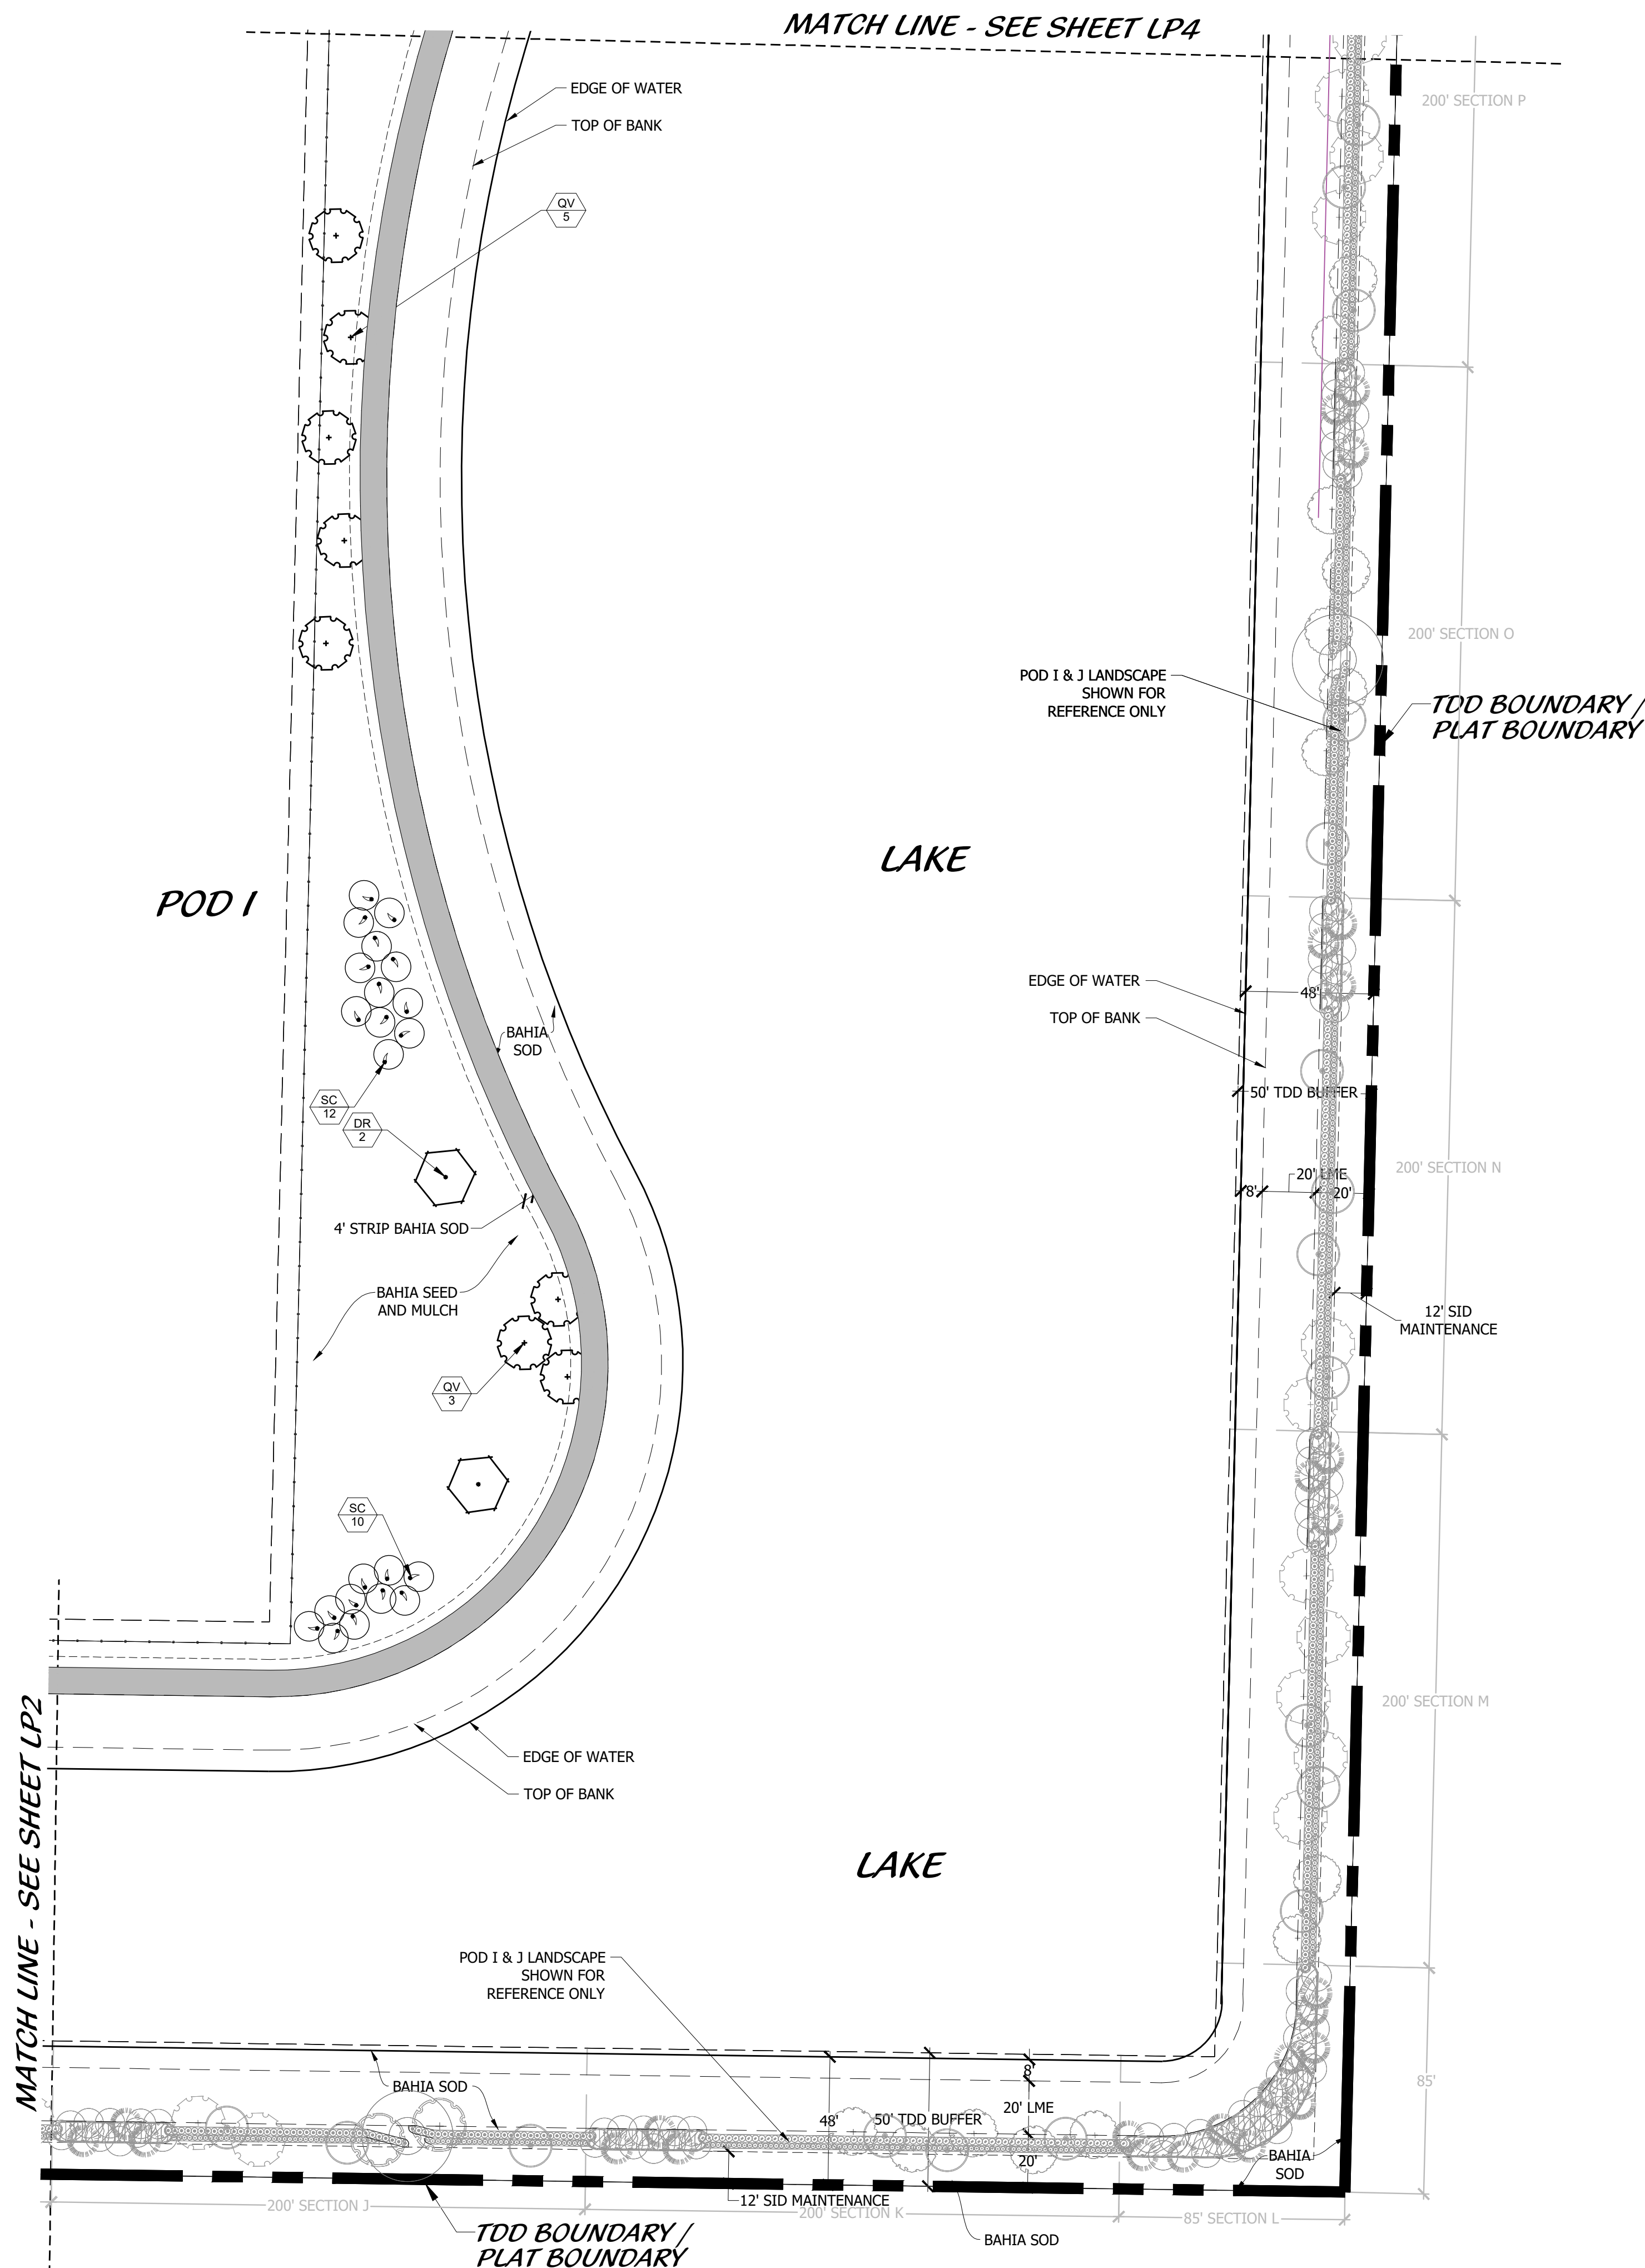 MATCH LINE - SEE SHEET LP4
EDGE OF WATER
TOP OF BANK
200' SECTION P
QV
5
200' SECTION O
POD I & J LANDSCAPE
SHOWN FOR
REFERENCE ONLY
TDD BOUNDARY /
PLAT BOUNDARY
LAKE
POD I
EDGE OF WATER
48'
TOP OF BANK
BAHIA
SOD
50' TDD BUFFER
SC
12
DR
2
200' SECTION N
20' LME
8'
20'
4' STRIP BAHIA SOD
BAHIA SEED
AND MULCH
12' SID
MAINTENANCE
QV
3
SC
10
200' SECTION M
EDGE OF WATER
TOP OF BANK
MATCH LINE - SEE SHEET LP2
LAKE
POD I & J LANDSCAPE
SHOWN FOR
REFERENCE ONLY
8'
85'
BAHIA SOD
20' LME
48'
50' TDD BUFFER
20'
BAHIA
SOD
12' SID MAINTENANCE
200' SECTION J
200' SECTION K
85' SECTION L
TDD BOUNDARY /
PLAT BOUNDARY
BAHIA SOD